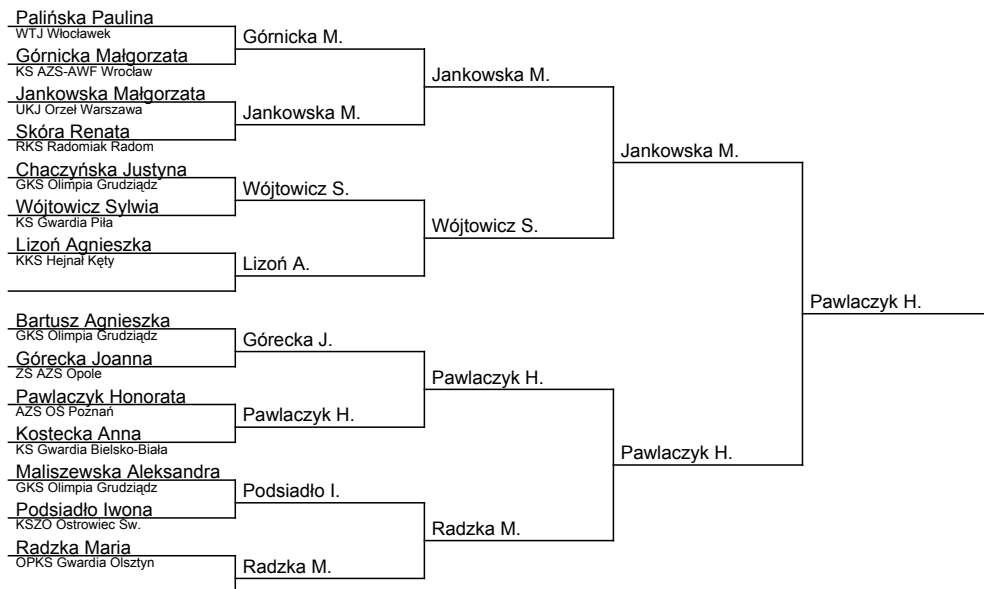 Palińska Paulina
WTJ Włocławek
Górnicka Małgorzata
KS AZS-AWF Wrocław
Jankowska Małgorzata
UKJ Orzeł Warszawa
Skóra Renata
RKS Radomiak Radom
Chaczyńska Justyna
GKS Olimpia Grudziądz
Wójtowicz Sylwia
KS Gwardia Piła
Lizoń Agnieszka
KKS Hejnał Kęty
Bartusz Agnieszka
GKS Olimpia Grudziądz
Górecka Joanna
ZS AZS Opole
Pawlaczyk Honorata
AZS OŚ Poznań
Kostecka Anna
KS Gwardia Bielsko-Biała
Maliszewska Aleksandra
GKS Olimpia Grudziądz
Podsiadło Iwona
KSZO Ostrowiec Św.
Radzka Maria
OPKS Gwardia Olsztyn
Górnicka M.
Jankowska M.
Wójtowicz S.
Lizoń A.
Górecka J.
Pawlaczyk H.
Podsiadło I.
Radzka M.
Jankowska M.
Wójtowicz S.
Pawlaczyk H.
Radzka M.
Jankowska M.
Pawlaczyk H.
Pawlaczyk H.